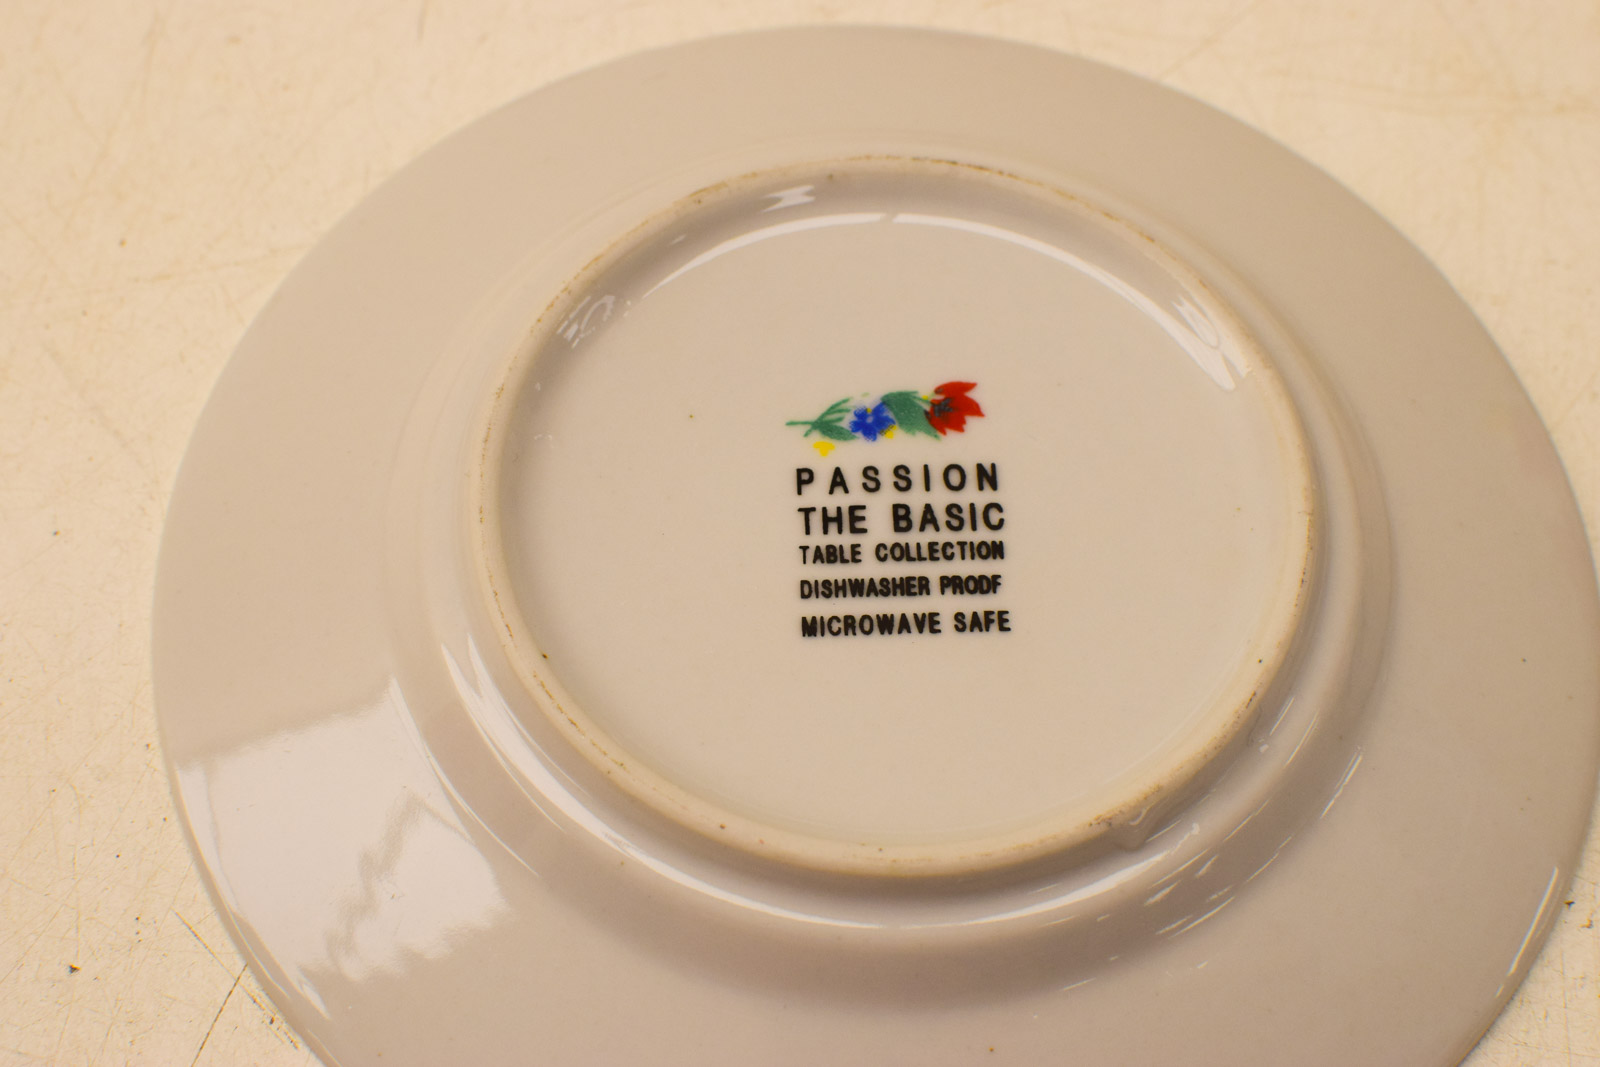 PASSION
THE BASIC
TABLE COLLECTION
DISHWASHER PRODF
MICROWAVE SAFE